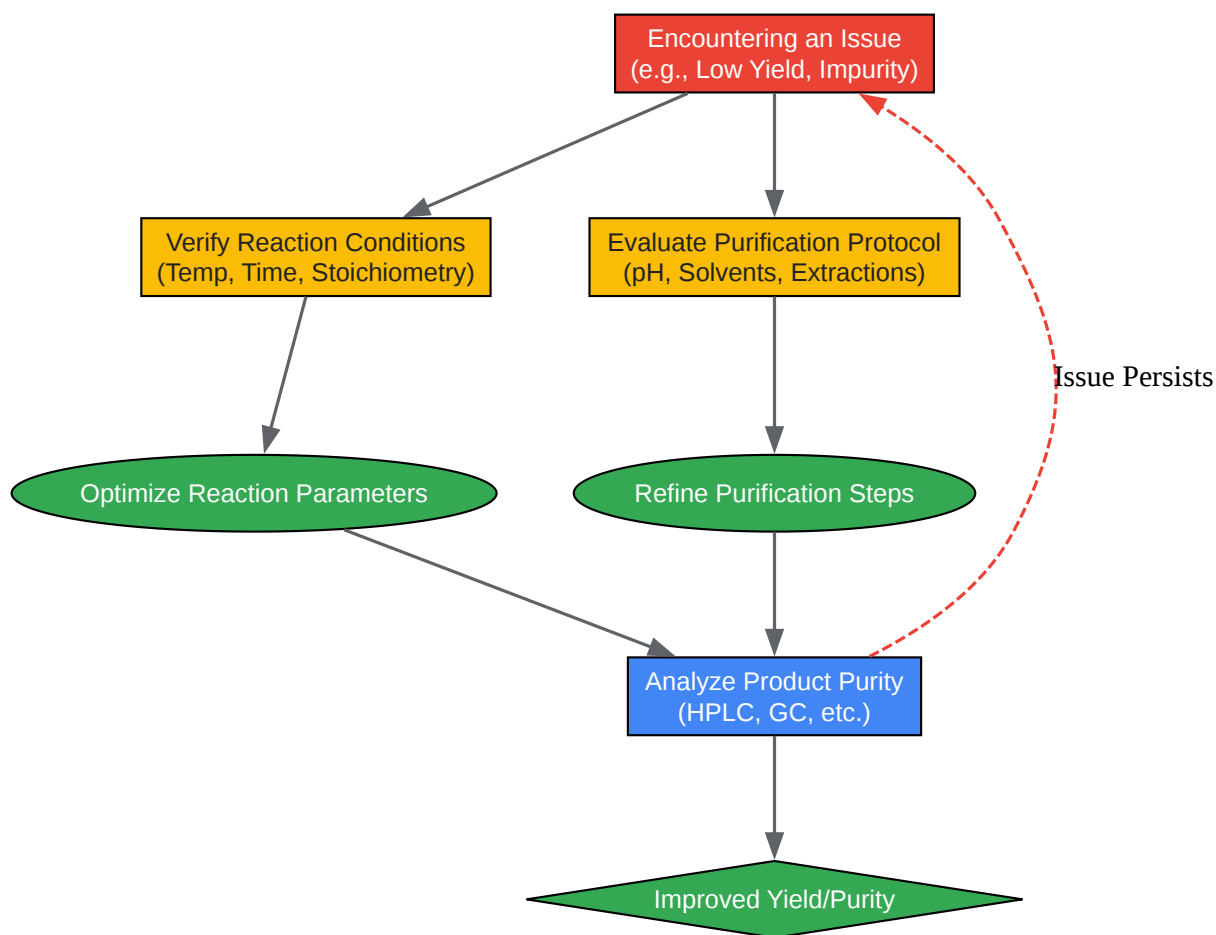 Encountering an Issue
(e.g., Low Yield, Impurity)
Verify Reaction Conditions
(Temp, Time, Stoichiometry)
Evaluate Purification Protocol
(pH, Solvents, Extractions)
Issue Persists
Optimize Reaction Parameters
Refine Purification Steps
Analyze Product Purity
(HPLC, GC, etc.)
Improved Yield/Purity